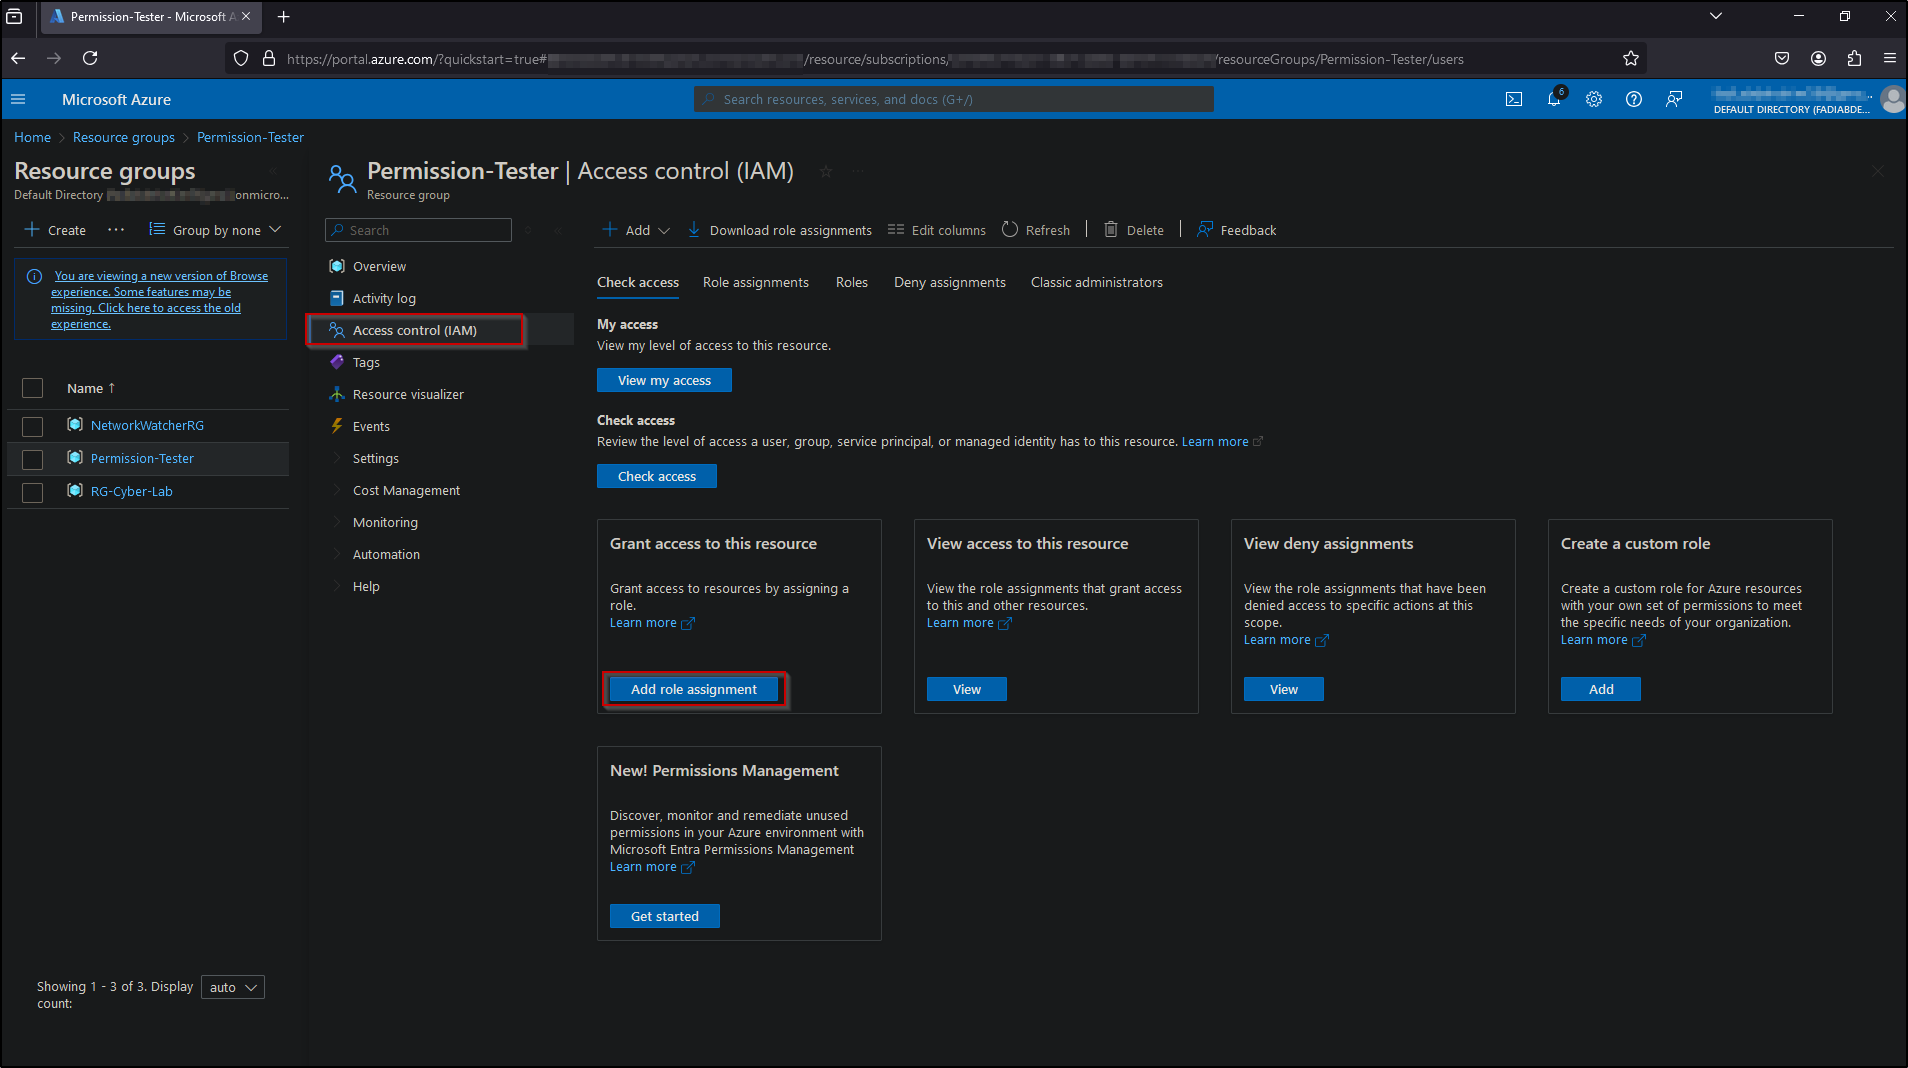 Permission-Tester - Microsoft A
https://portal.azure.com/?quickstart=true# /resource/subscriptions/ /resourceGroups/Permission-Tester/users
Microsoft Azure
Search resources, services, and docs (G+/)
6
DEFAULT DIRECTORY (FADIABDE...
Home > Resource groups > Permission-Tester
Resource groups
Default Directory onmicro...
Create
Group by none
You are viewing a new version of Browse
experience. Some features may be
missing. Click here to access the old
experience.
Name ↑
NetworkWatcherRG
Permission-Tester
RG-Cyber-Lab
Showing 1 - 3 of 3. Display
count:
auto
Permission-Tester | Access control (IAM)
Resource group
Search
Overview
Activity log
Access control (IAM)
Tags
Resource visualizer
Events
Settings
Cost Management
Monitoring
Automation
Help
Add
Download role assignments
Edit columns
Refresh
Delete
Feedback
Check access
Role assignments
Roles
Deny assignments
Classic administrators
My access
View my level of access to this resource.
View my access
Check access
Review the level of access a user, group, service principal, or managed identity has to this resource. Learn more
Check access
Grant access to this resource
Grant access to resources by assigning a
role.
Learn more
Add role assignment
View access to this resource
View the role assignments that grant access
to this and other resources.
Learn more
View
View deny assignments
View the role assignments that have been
denied access to specific actions at this
scope.
Learn more
View
Create a custom role
Create a custom role for Azure resources
with your own set of permissions to meet
the specific needs of your organization.
Learn more
Add
New! Permissions Management
Discover, monitor and remediate unused
permissions in your Azure environment with
Microsoft Entra Permissions Management
Learn more
Get started